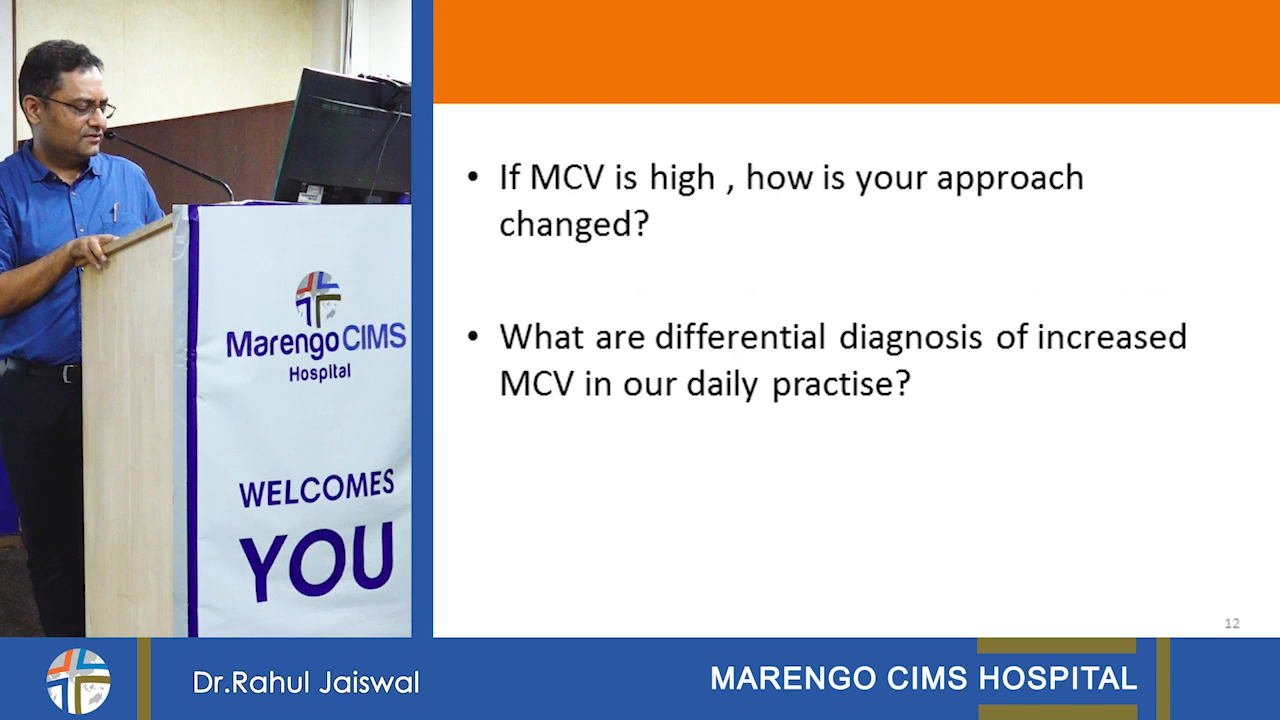 • If MCV is high , how is your approach
changed?
• What are differential diagnosis of increased
MCV in our daily practise?
12
Marengo CIMS
Hospital
WELCOMES
YOU
Dr.Rahul Jaiswal
MARENGO CIMS HOSPITAL